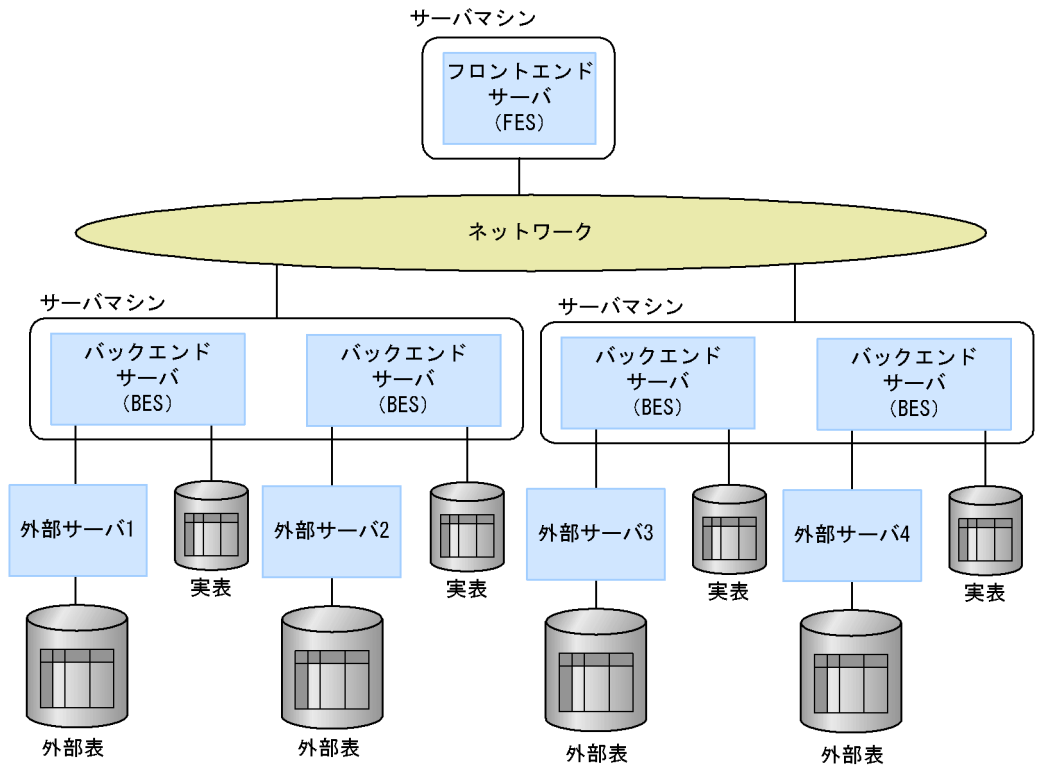 サーバマシン
フロントエンド
サーバ
(FES)
ネットワーク
サーバマシン
サーバマシン
バックエンド
サーバ
(BES)
バックエンド
サーバ
(BES)
バックエンド
サーバ
(BES)
バックエンド
サーバ
(BES)
外部サーバ1
外部サーバ2
外部サーバ3
外部サーバ4
実表
実表
実表
実表
外部表
外部表
外部表
外部表